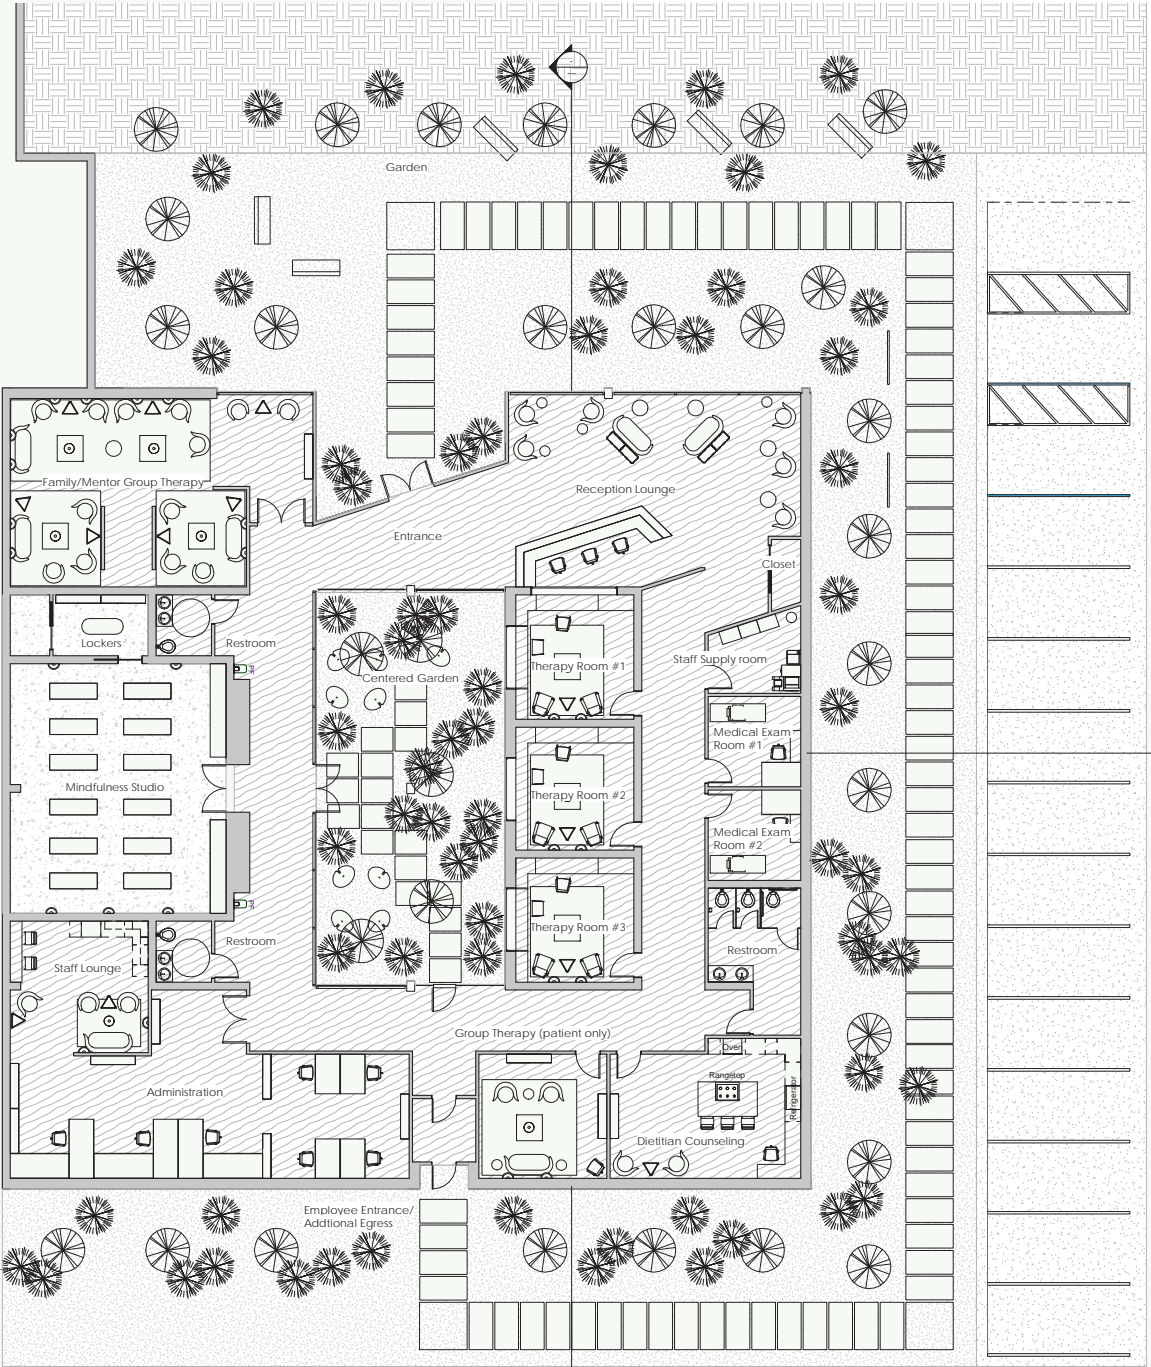 Garden
Family/Mentor Group Therapy
Reception Lounge
Entrance
Closet
Lockers
Restroom
Therapy Room #1
Staff Supply room
Centered Garden
Medical Exam
Room #1
Mindfulness Studio
Therapy Room #2
Medical Exam
Room #2
Therapy Room #3
Restroom
Restroom
Staff Lounge
Group Therapy (patient only)
Oven
Rangetop
Refrigerator
Administration
Dietitian Counseling
Employee Entrance/
Addtional Egress